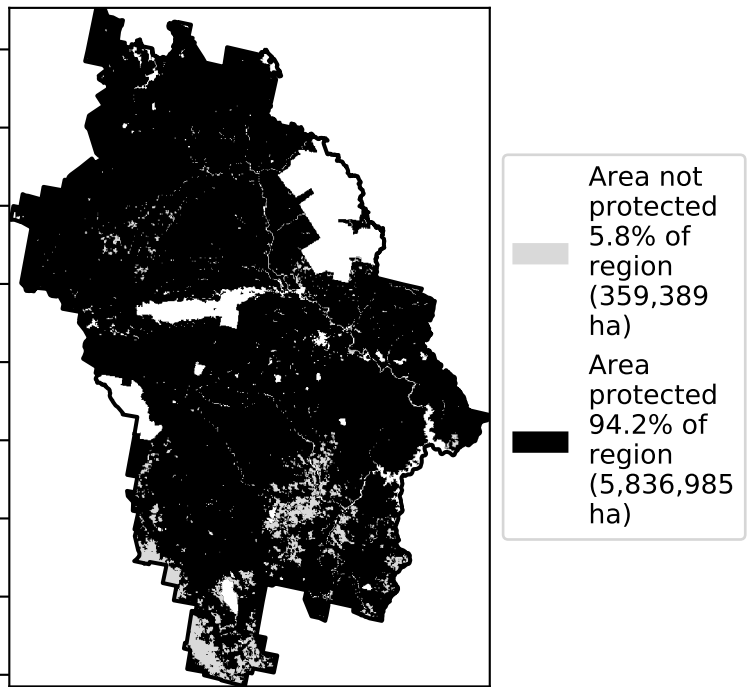 Area not
protected
5.8% of
region
(359,389
ha)
Area
protected
94.2% of
region
(5,836,985
ha)